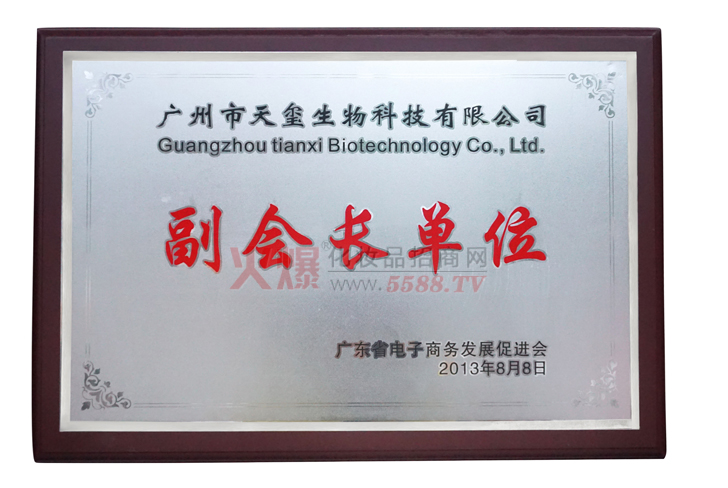 广州市天玺生物科技有限公司
Guangzhou tianxi Biotechnology Co., Ltd.
副会长单位
火爆®化妆品招商网
www.5588.TV
广东省电子商务发展促进会
2013年8月8日